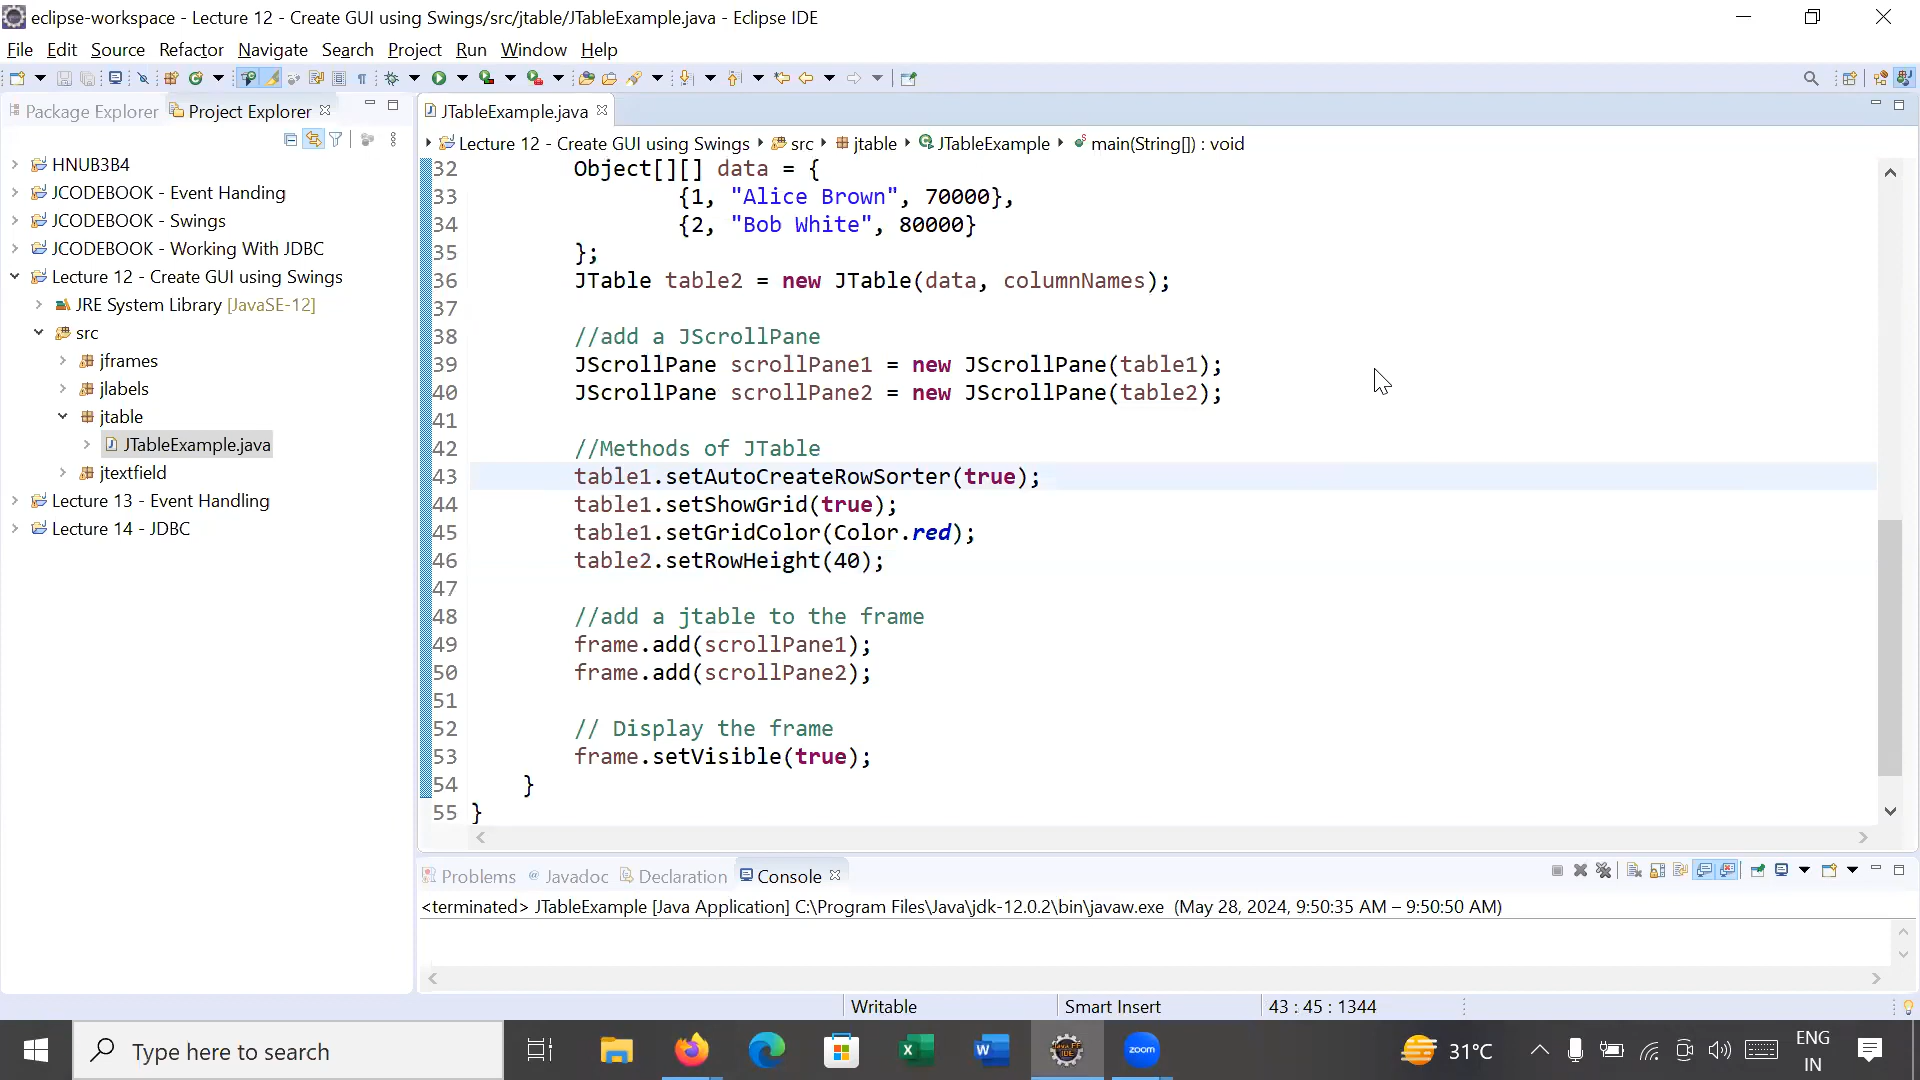 eclipse-workspace - Lecture 12 - Create GUI using Swings/src/jtable/JTableExample.java - Eclipse IDE
File Edit Source Refactor Navigate Search Project Run Window Help
Package Explorer Project Explorer
JTableExample.java
Lecture 12 - Create GUI using Swings src jtable JTableExample main(String[]) : void
HNUB3B4
JCODEBOOK - Event Handing
JCODEBOOK - Swings
JCODEBOOK - Working With JDBC
Lecture 12 - Create GUI using Swings
JRE System Library [JavaSE-12]
src
jframes
jlabels
jtable
JTableExample.java
jtextfield
Lecture 13 - Event Handling
Lecture 14 - JDBC
32 Object[][] data = {
33 {1, "Alice Brown", 70000},
34 {2, "Bob White", 80000}
35 };
36 JTable table2 = new JTable(data, columnNames);
37
38 //add a JScrollPane
39 JScrollPane scrollPane1 = new JScrollPane(table1);
40 JScrollPane scrollPane2 = new JScrollPane(table2);
41
42 //Methods of JTable
43 table1.setAutoCreateRowSorter(true);
44 table1.setShowGrid(true);
45 table1.setGridColor(Color.red);
46 table2.setRowHeight(40);
47
48 //add a jtable to the frame
49 frame.add(scrollPane1);
50 frame.add(scrollPane2);
51
52 // Display the frame
53 frame.setVisible(true);
54 }
55 }
Problems Javadoc Declaration Console
<terminated> JTableExample [Java Application] C:\Program Files\Java\jdk-12.0.2\bin\javaw.exe (May 28, 2024, 9:50:35 AM – 9:50:50 AM)
Writable Smart Insert 43 : 45 : 1344
Type here to search
Java EE IDE
zoom
31°C
ENG
IN